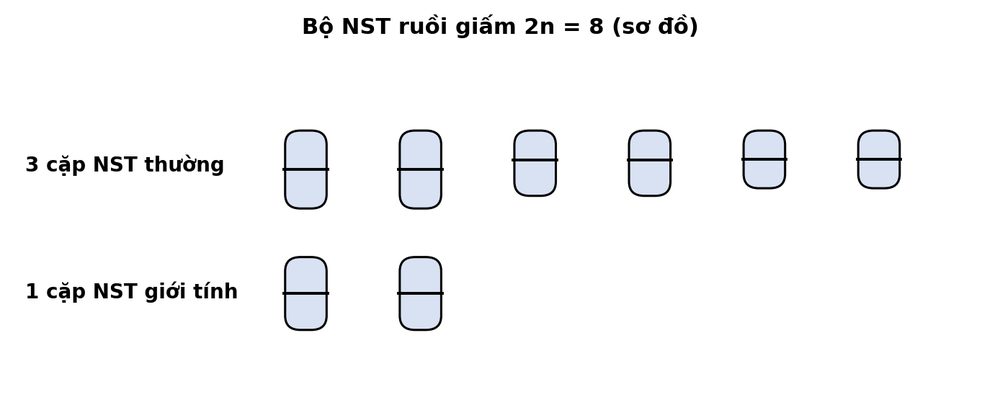 Bộ NST ruồi giấm 2n = 8 (sơ đồ)
3 cặp NST thường
1 cặp NST giới tính